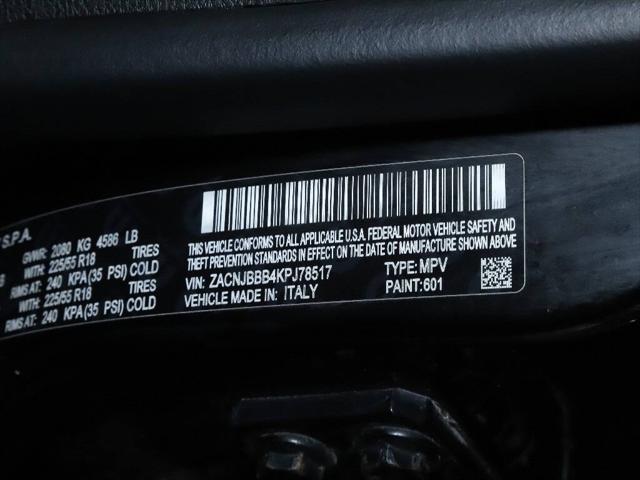 S.P.A.
GVWR: 2080 KG 4586 LB
WITH: 225/55 R18 TIRES
RIMS AT: 240 KPA(35 PSI) COLD
WITH: 225/55 R18 TIRES
RIMS AT: 240 KPA(35 PSI) COLD
THIS VEHICLE CONFORMS TO ALL APPLICABLE U.S.A. FEDERAL MOTOR VEHICLE SAFETY AND
THEFT PREVENTION STANDARDS IN EFFECT ON THE DATE OF MANUFACTURE SHOWN ABOVE.
VIN: ZACNJBBB4KPJ78517 TYPE: MPV
VEHICLE MADE IN: ITALY PAINT: 601